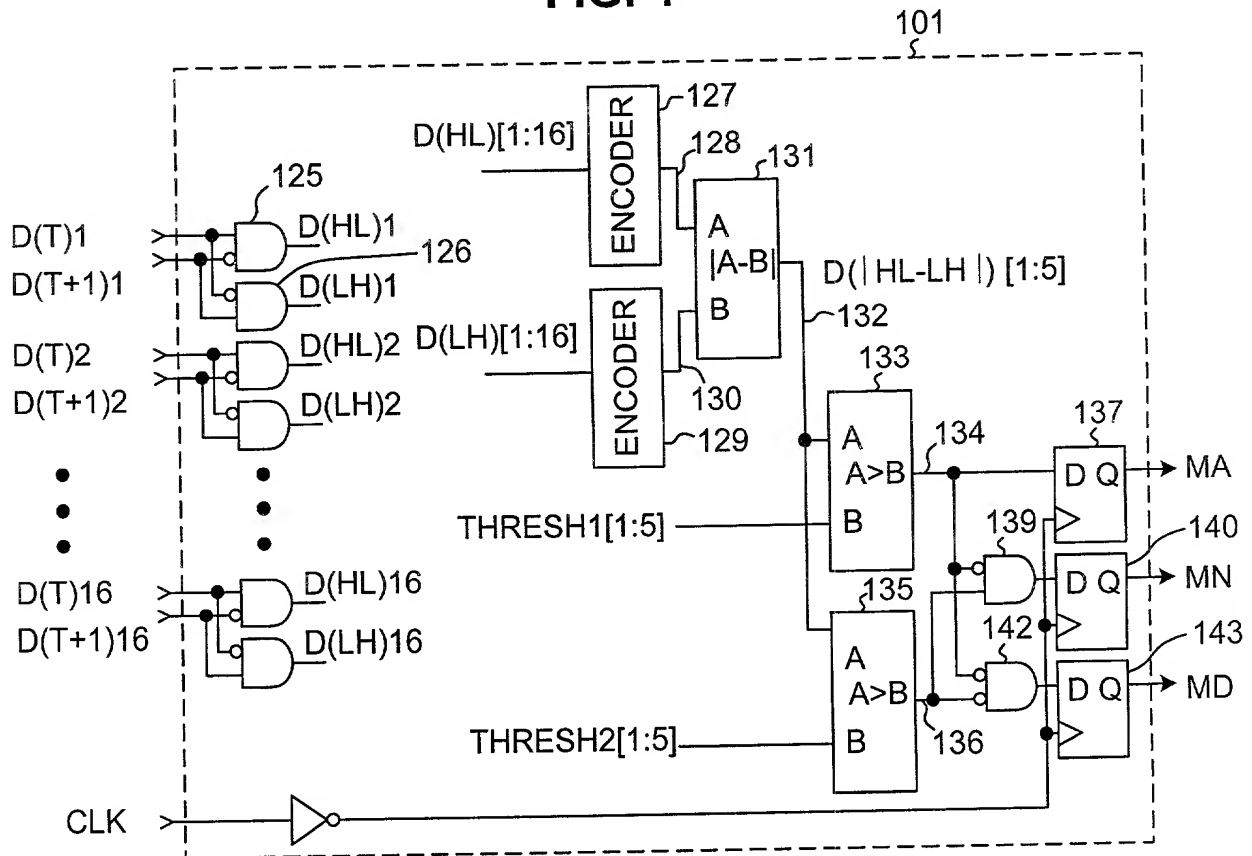 101
127
D(HL)[1:16]
ENCODER
128
131
125
D(T)1
D(HL)1
A
|A-B|
B
D(|HL-LH|) [1:5]
D(T+1)1
126
D(LH)1
132
D(T)2
D(HL)2
D(LH)[1:16]
ENCODER
130
133
D(T+1)2
D(LH)2
129
A
A>B
B
134
137
D Q
MA
THRESH1[1:5]
139
140
D(T)16
D(HL)16
135
D Q
MN
D(T+1)16
D(LH)16
142
143
A
A>B
B
D Q
MD
THRESH2[1:5]
136
CLK